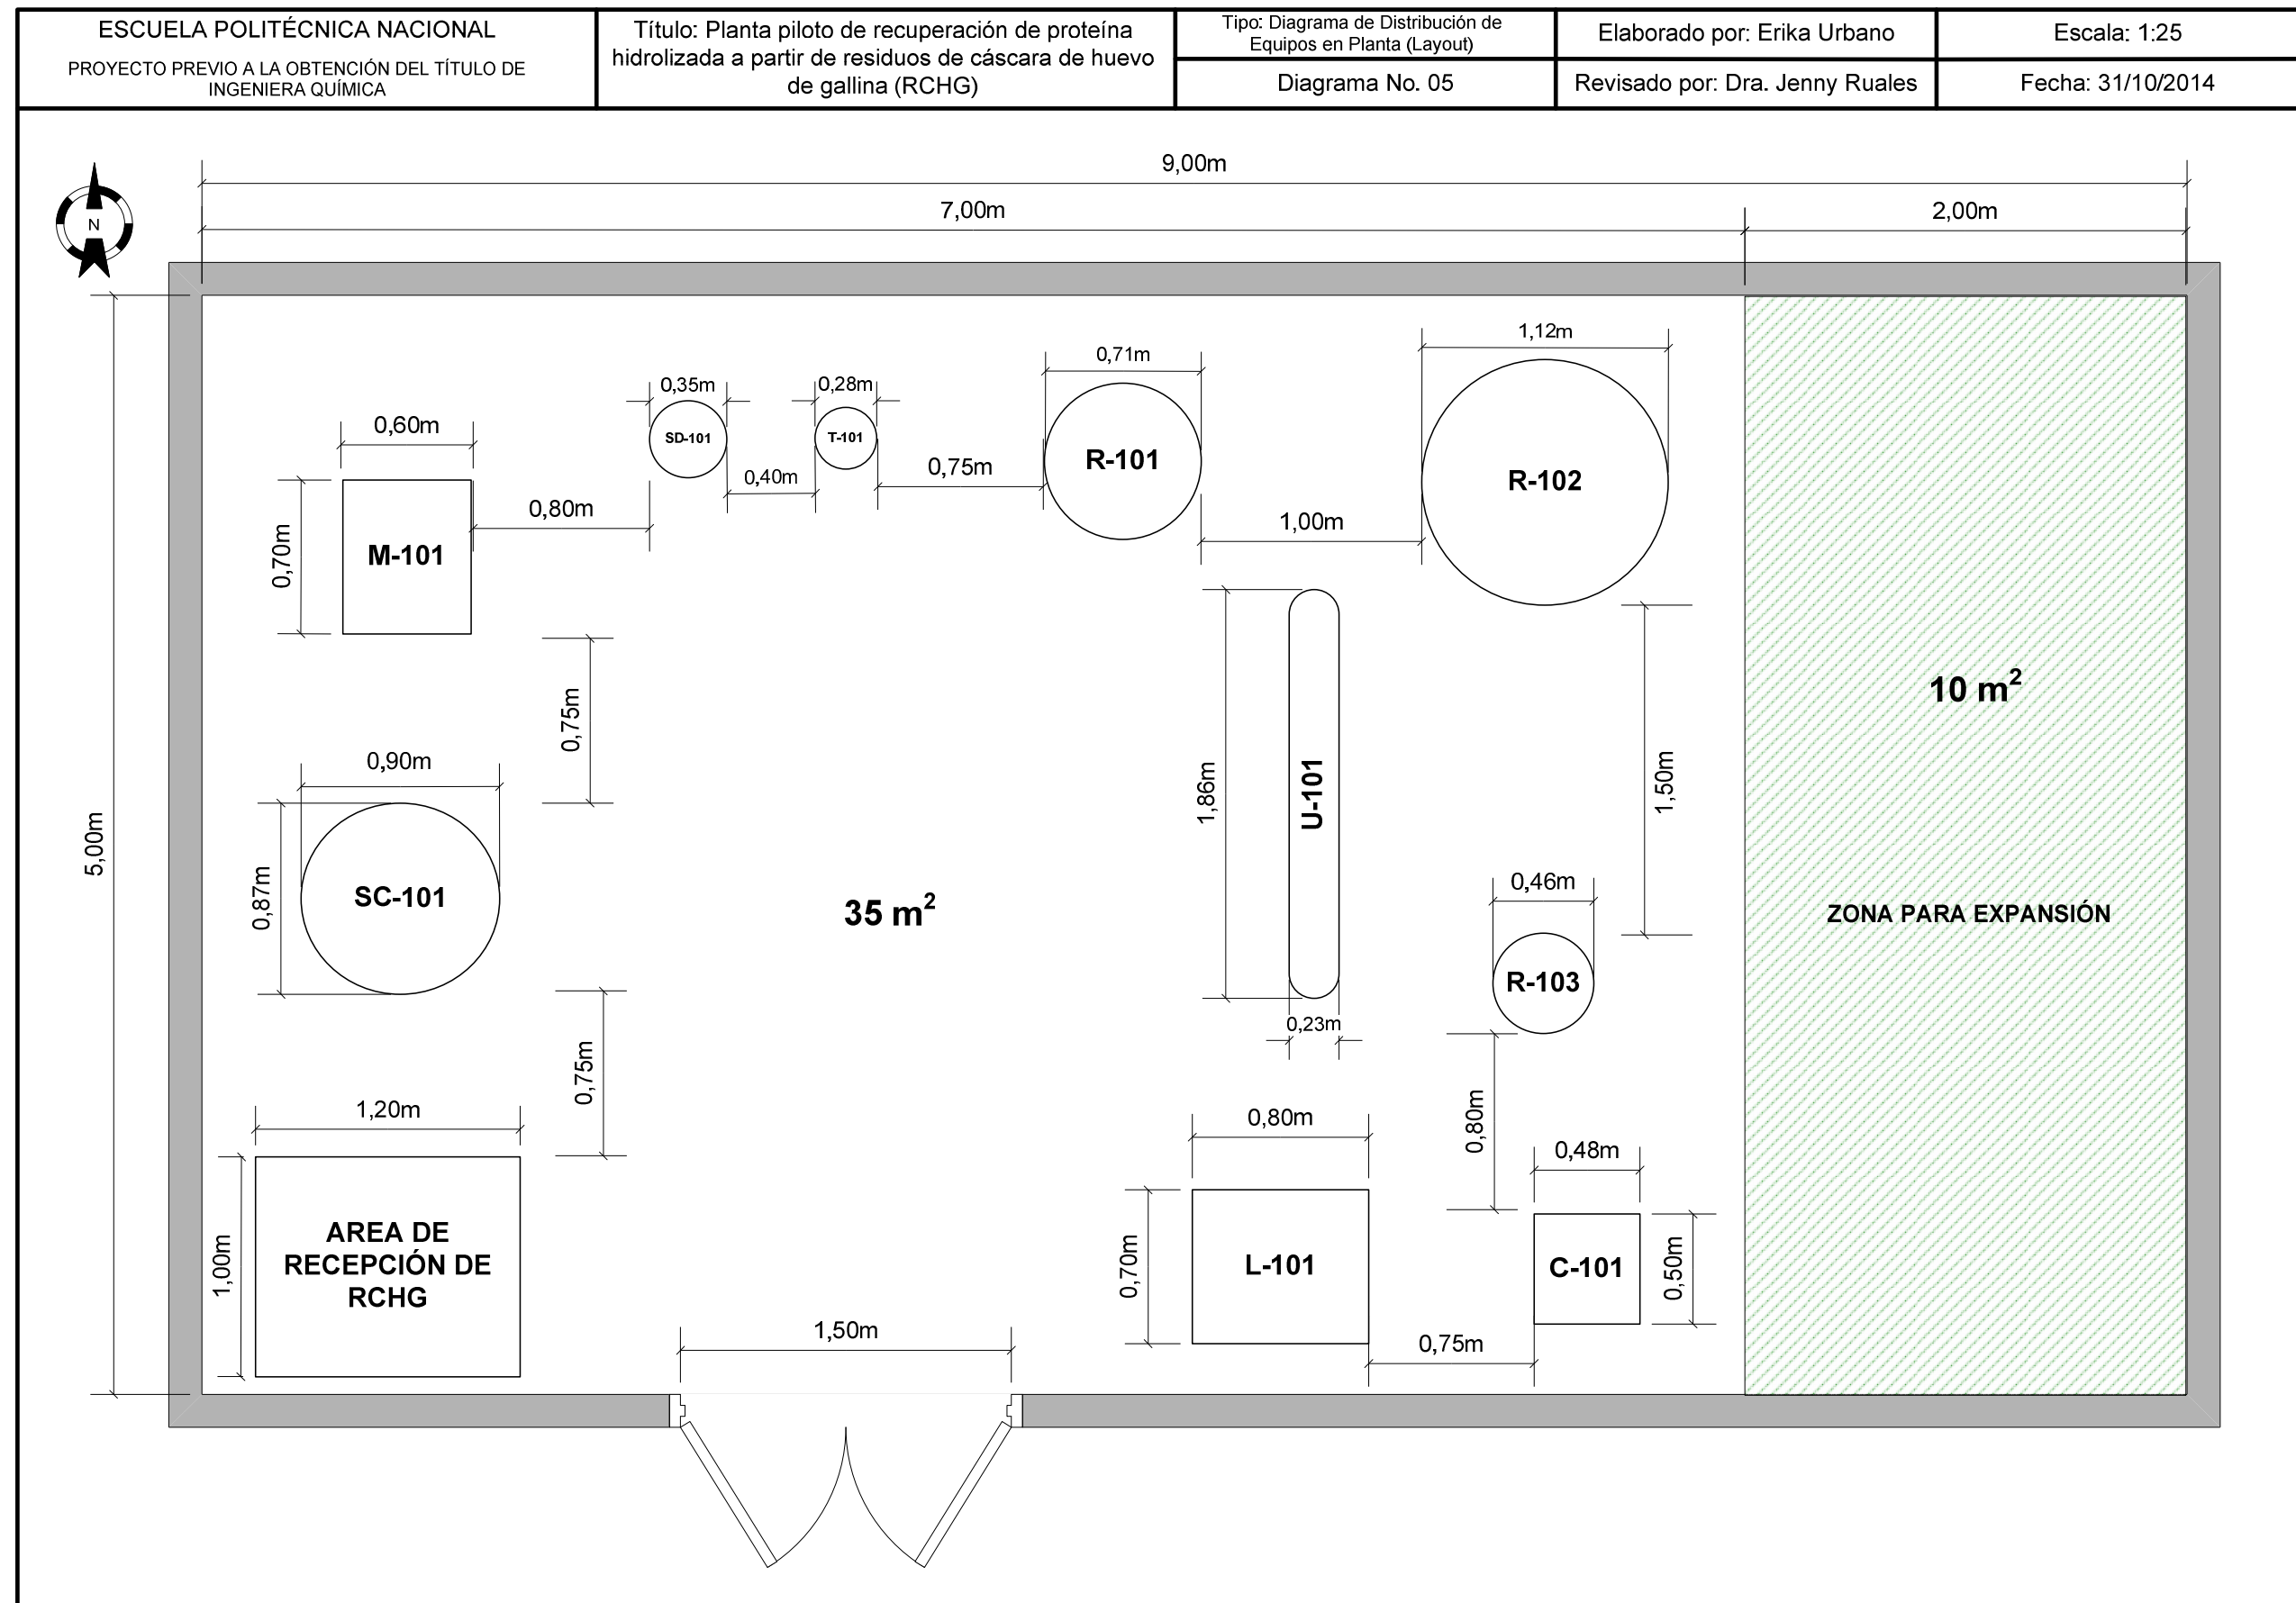 ESCUELA POLITÉCNICA NACIONAL
PROYECTO PREVIO A LA OBTENCIÓN DEL TÍTULO DE
INGENIERA QUÍMICA
Título: Planta piloto de recuperación de proteína
hidrolizada a partir de residuos de cáscara de huevo
de gallina (RCHG)
Tipo: Diagrama de Distribución de
Equipos en Planta (Layout)
Diagrama No. 05
Elaborado por: Erika Urbano
Revisado por: Dra. Jenny Ruales
Escala: 1:25
Fecha: 31/10/2014
N
9,00m
7,00m
2,00m
5,00m
0,60m
0,70m
M-101
0,80m
0,35m
SD-101
0,40m
0,28m
T-101
0,75m
0,71m
R-101
1,00m
1,12m
R-102
0,75m
0,90m
0,87m
SC-101
0,75m
35 m²
1,86m
U-101
0,23m
1,50m
0,46m
R-103
0,80m
10 m²
ZONA PARA EXPANSIÓN
1,20m
1,00m
AREA DE
RECEPCIÓN DE
RCHG
1,50m
0,80m
0,70m
L-101
0,75m
0,48m
C-101
0,50m